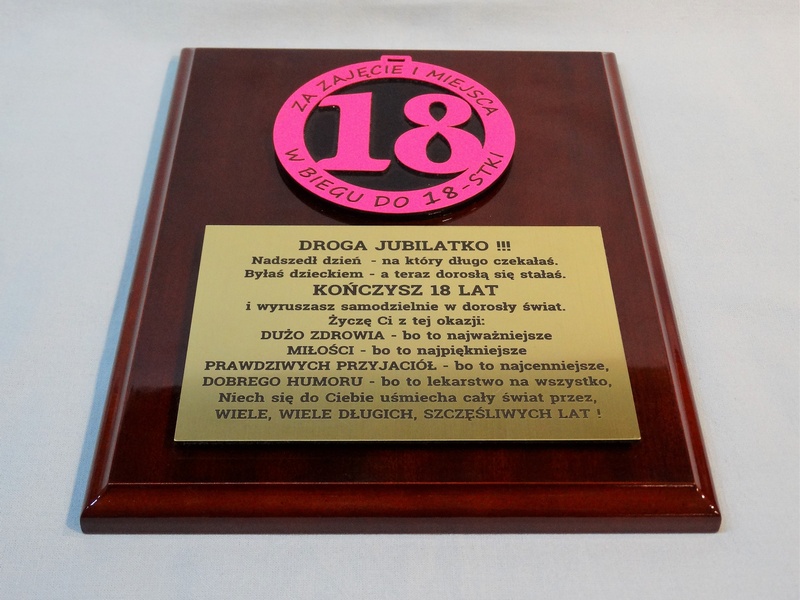 ZA ZAJĘCIE I MIEJSCA
18
W BIEGU DO 18-STKI
DROGA JUBILATKO !!!
Nadszedł dzień - na który długo czekałaś.
Byłaś dzieckiem - a teraz dorosłą się stałaś.
KOŃCZYSZ 18 LAT
i wyruszasz samodzielnie w dorosły świat.
Życzę Ci z tej okazji:
DUŻO ZDROWIA - bo to najważniejsze
MIŁOŚCI - bo to najpiękniejsze
PRAWDZIWYCH PRZYJACIÓŁ - bo to najcenniejsze,
DOBREGO HUMORU - bo to lekarstwo na wszystko,
Niech się do Ciebie uśmiecha cały świat przez,
WIELE, WIELE DŁUGICH, SZCZĘŚLIWYCH LAT !